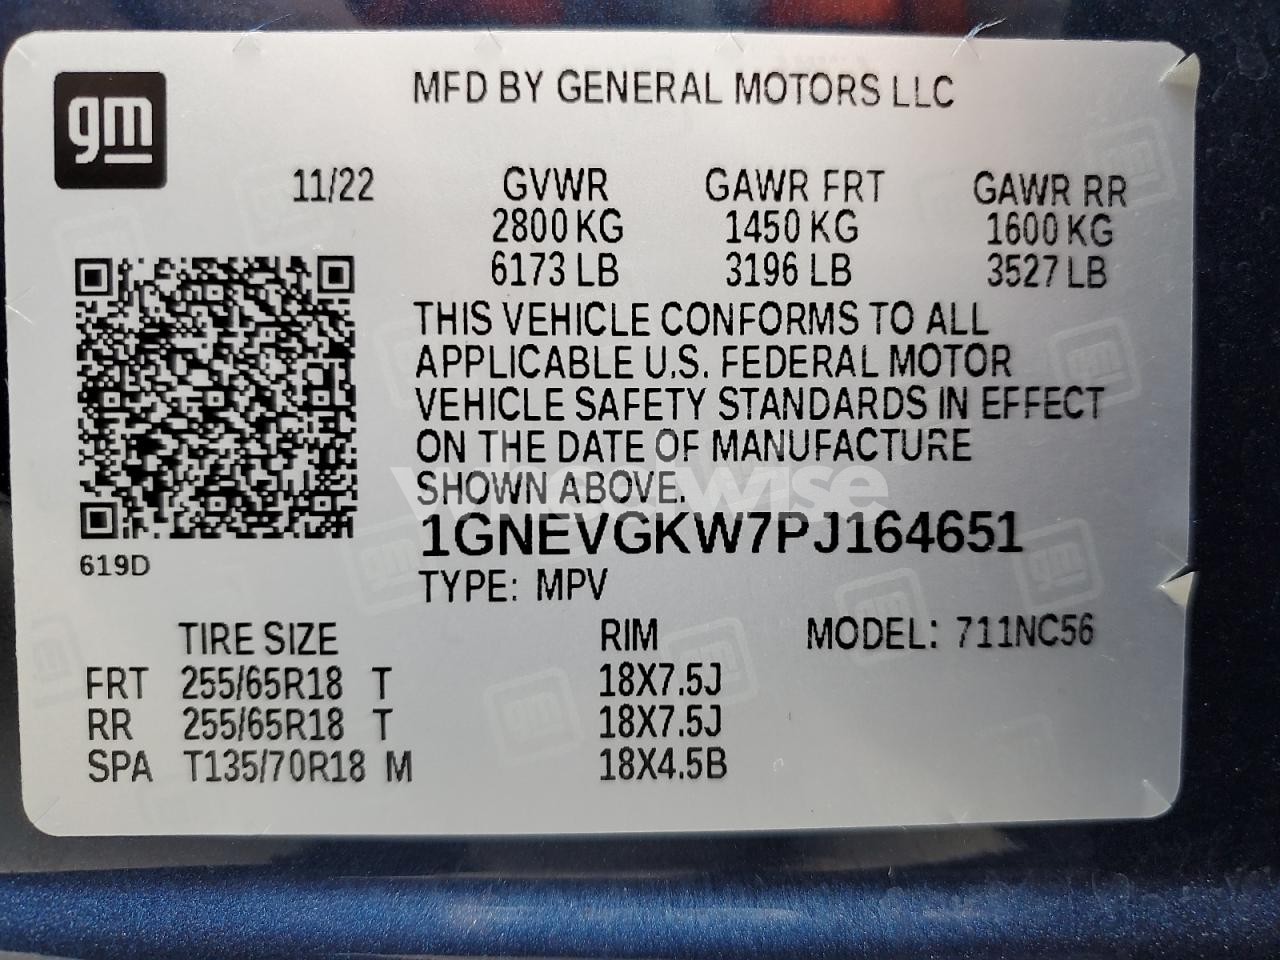 gm
MFD BY GENERAL MOTORS LLC
11/22 GVWR GAWR FRT GAWR RR
2800 KG 1450 KG 1600 KG
6173 LB 3196 LB 3527 LB
THIS VEHICLE CONFORMS TO ALL
APPLICABLE U.S. FEDERAL MOTOR
VEHICLE SAFETY STANDARDS IN EFFECT
ON THE DATE OF MANUFACTURE
SHOWN ABOVE.
1GNEVGKW7PJ164651
619D
TYPE: MPV
TIRE SIZE RIM MODEL: 711NC56
FRT 255/65R18 T 18X7.5J
RR 255/65R18 T 18X7.5J
SPA T135/70R18 M 18X4.5B